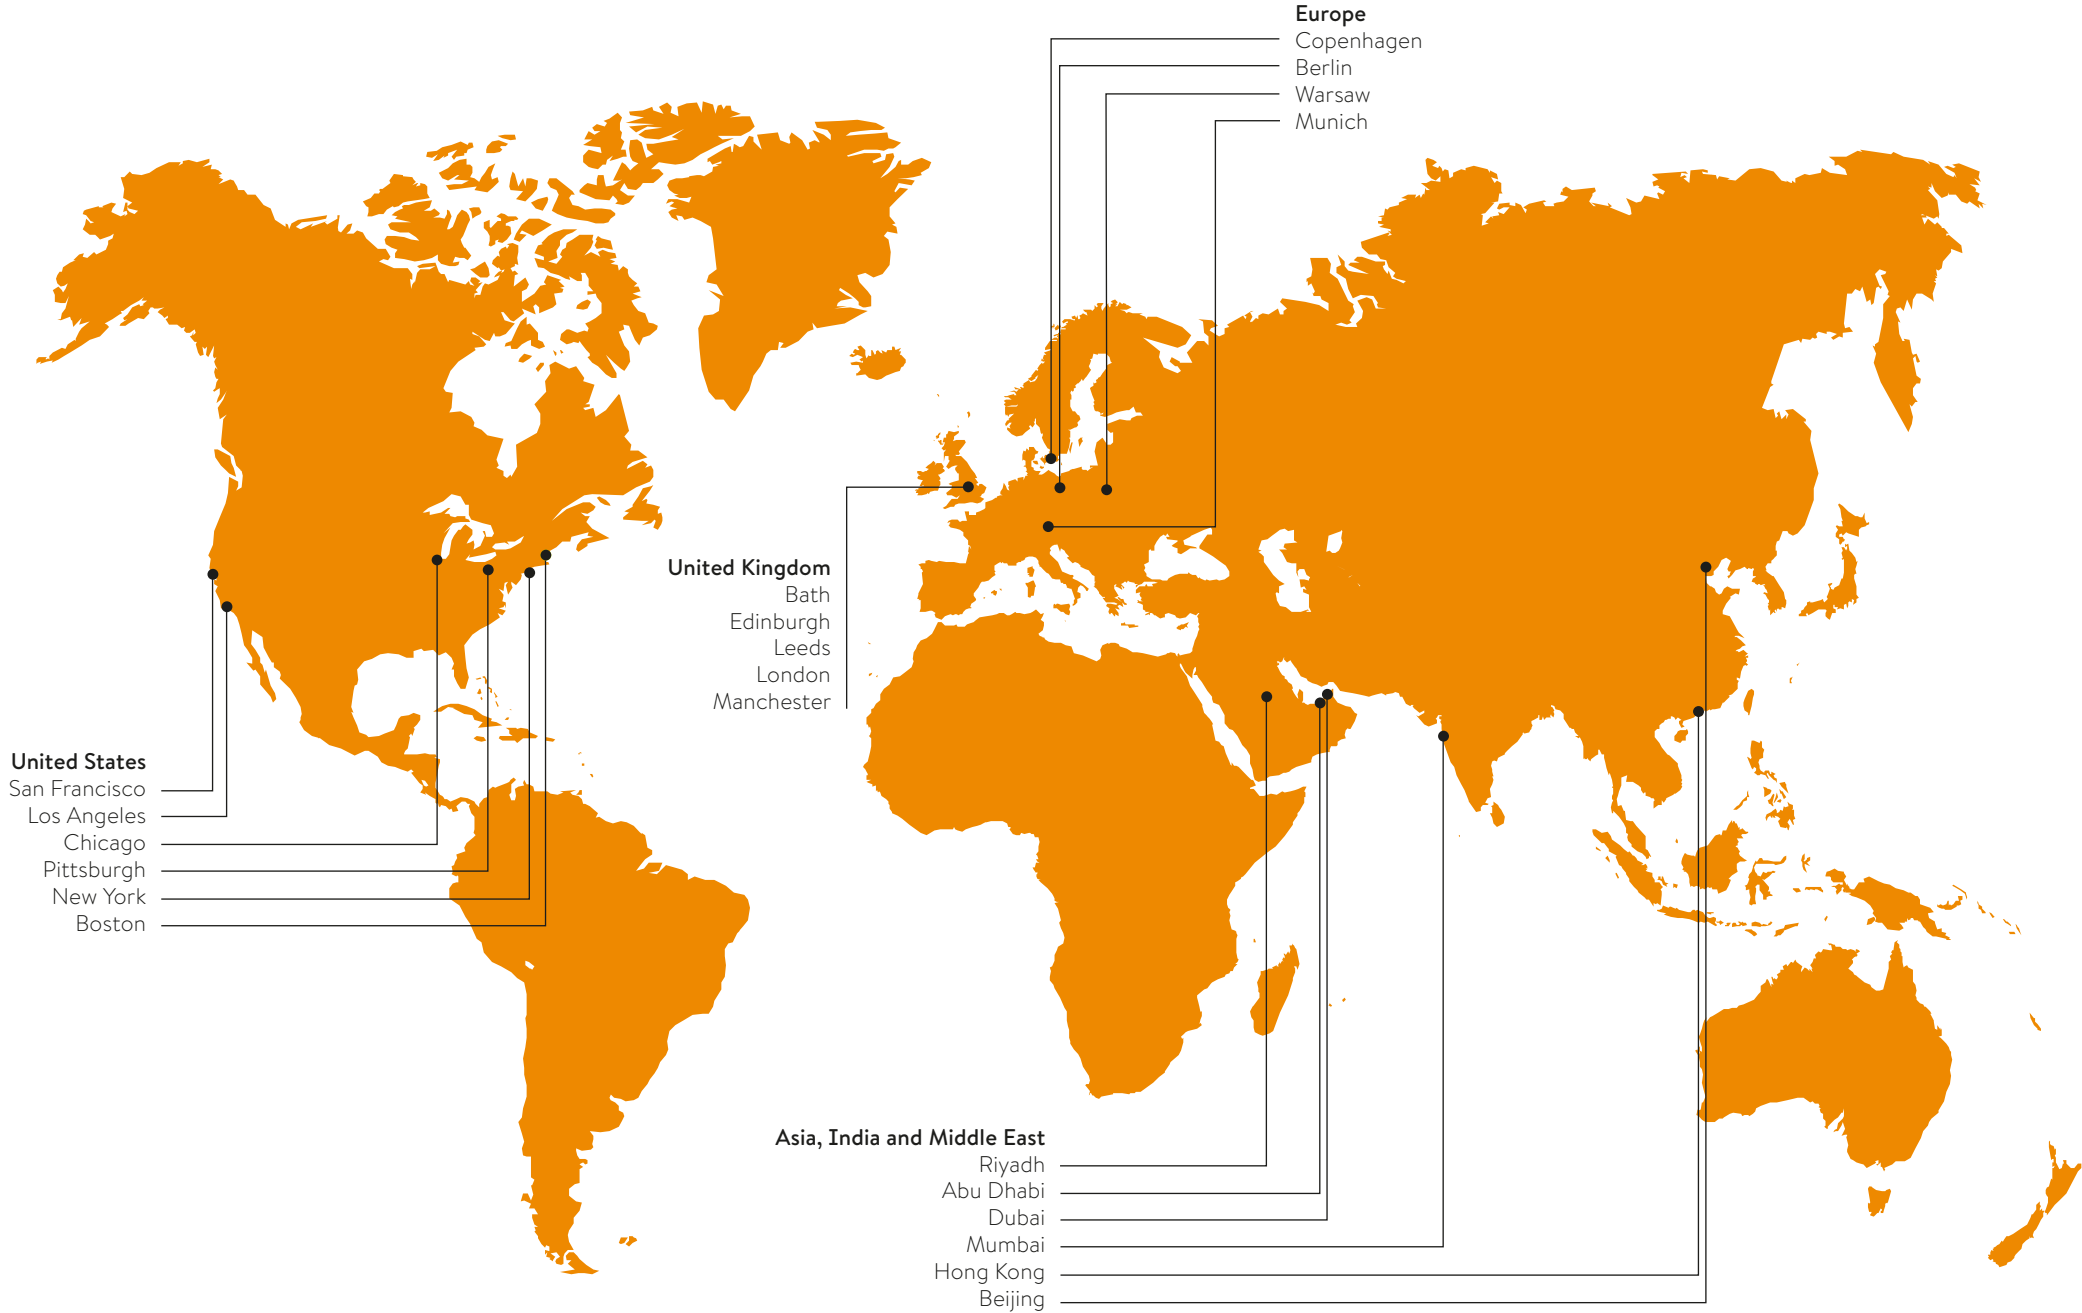 Europe
Copenhagen
Berlin
Warsaw
Munich
United Kingdom
Bath
Edinburgh
Leeds
London
Manchester
United States
San Francisco
Los Angeles
Chicago
Pittsburgh
New York
Boston
Asia, India and Middle East
Riyadh
Abu Dhabi
Dubai
Mumbai
Hong Kong
Beijing